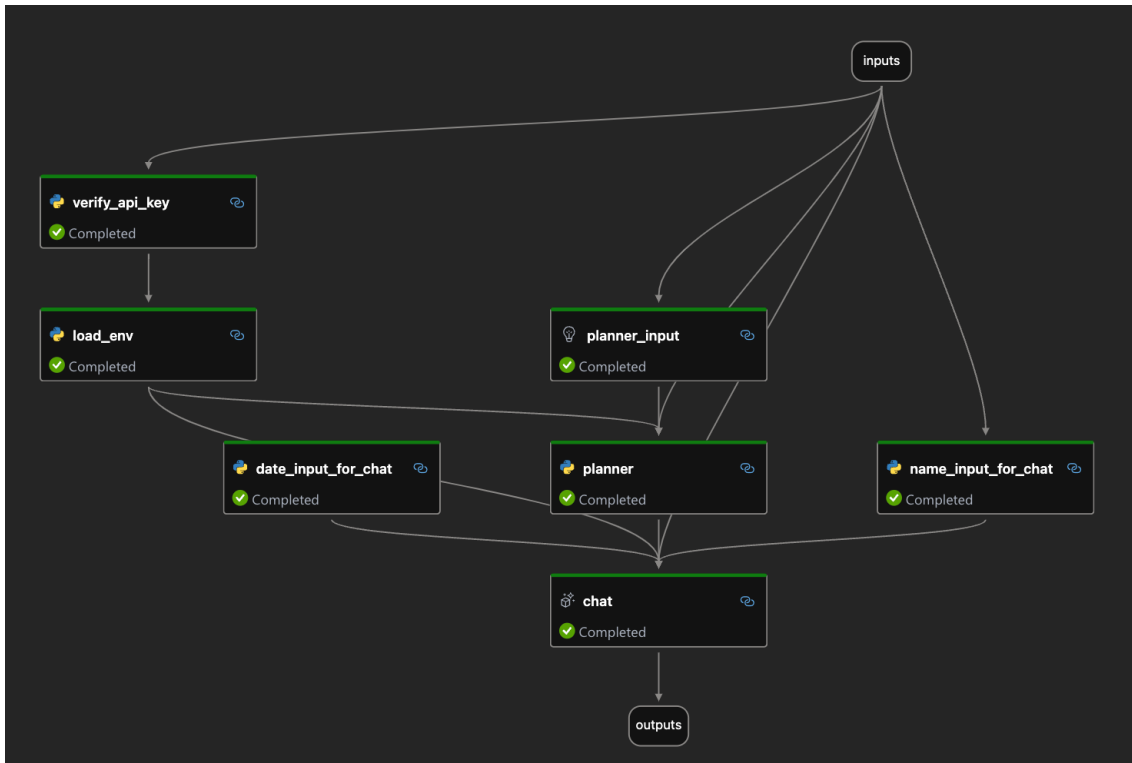 inputs
verify_api_key
Completed
load_env
Completed
planner_input
Completed
date_input_for_chat
Completed
planner
Completed
name_input_for_chat
Completed
chat
Completed
outputs